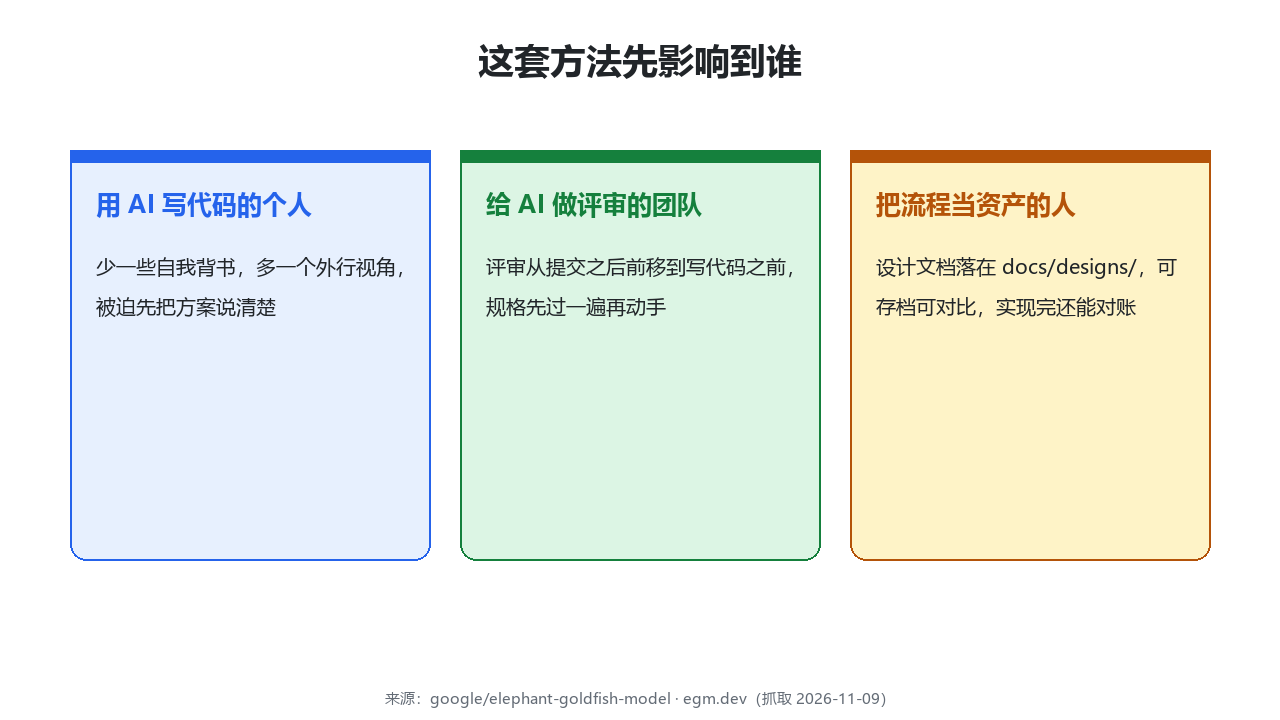 这套方法先影响到谁
用 AI 写代码的个人
少一些自我背书，多一个外行视角，
被迫先把方案说清楚
给 AI 做评审的团队
评审从提交之后前移到写代码之前，
规格先过一遍再动手
把流程当资产的人
设计文档落在 docs/designs/，可
存档可对比，实现完还能对账
来源：google/elephant-goldfish-model · egm.dev（抓取 2026-11-09）